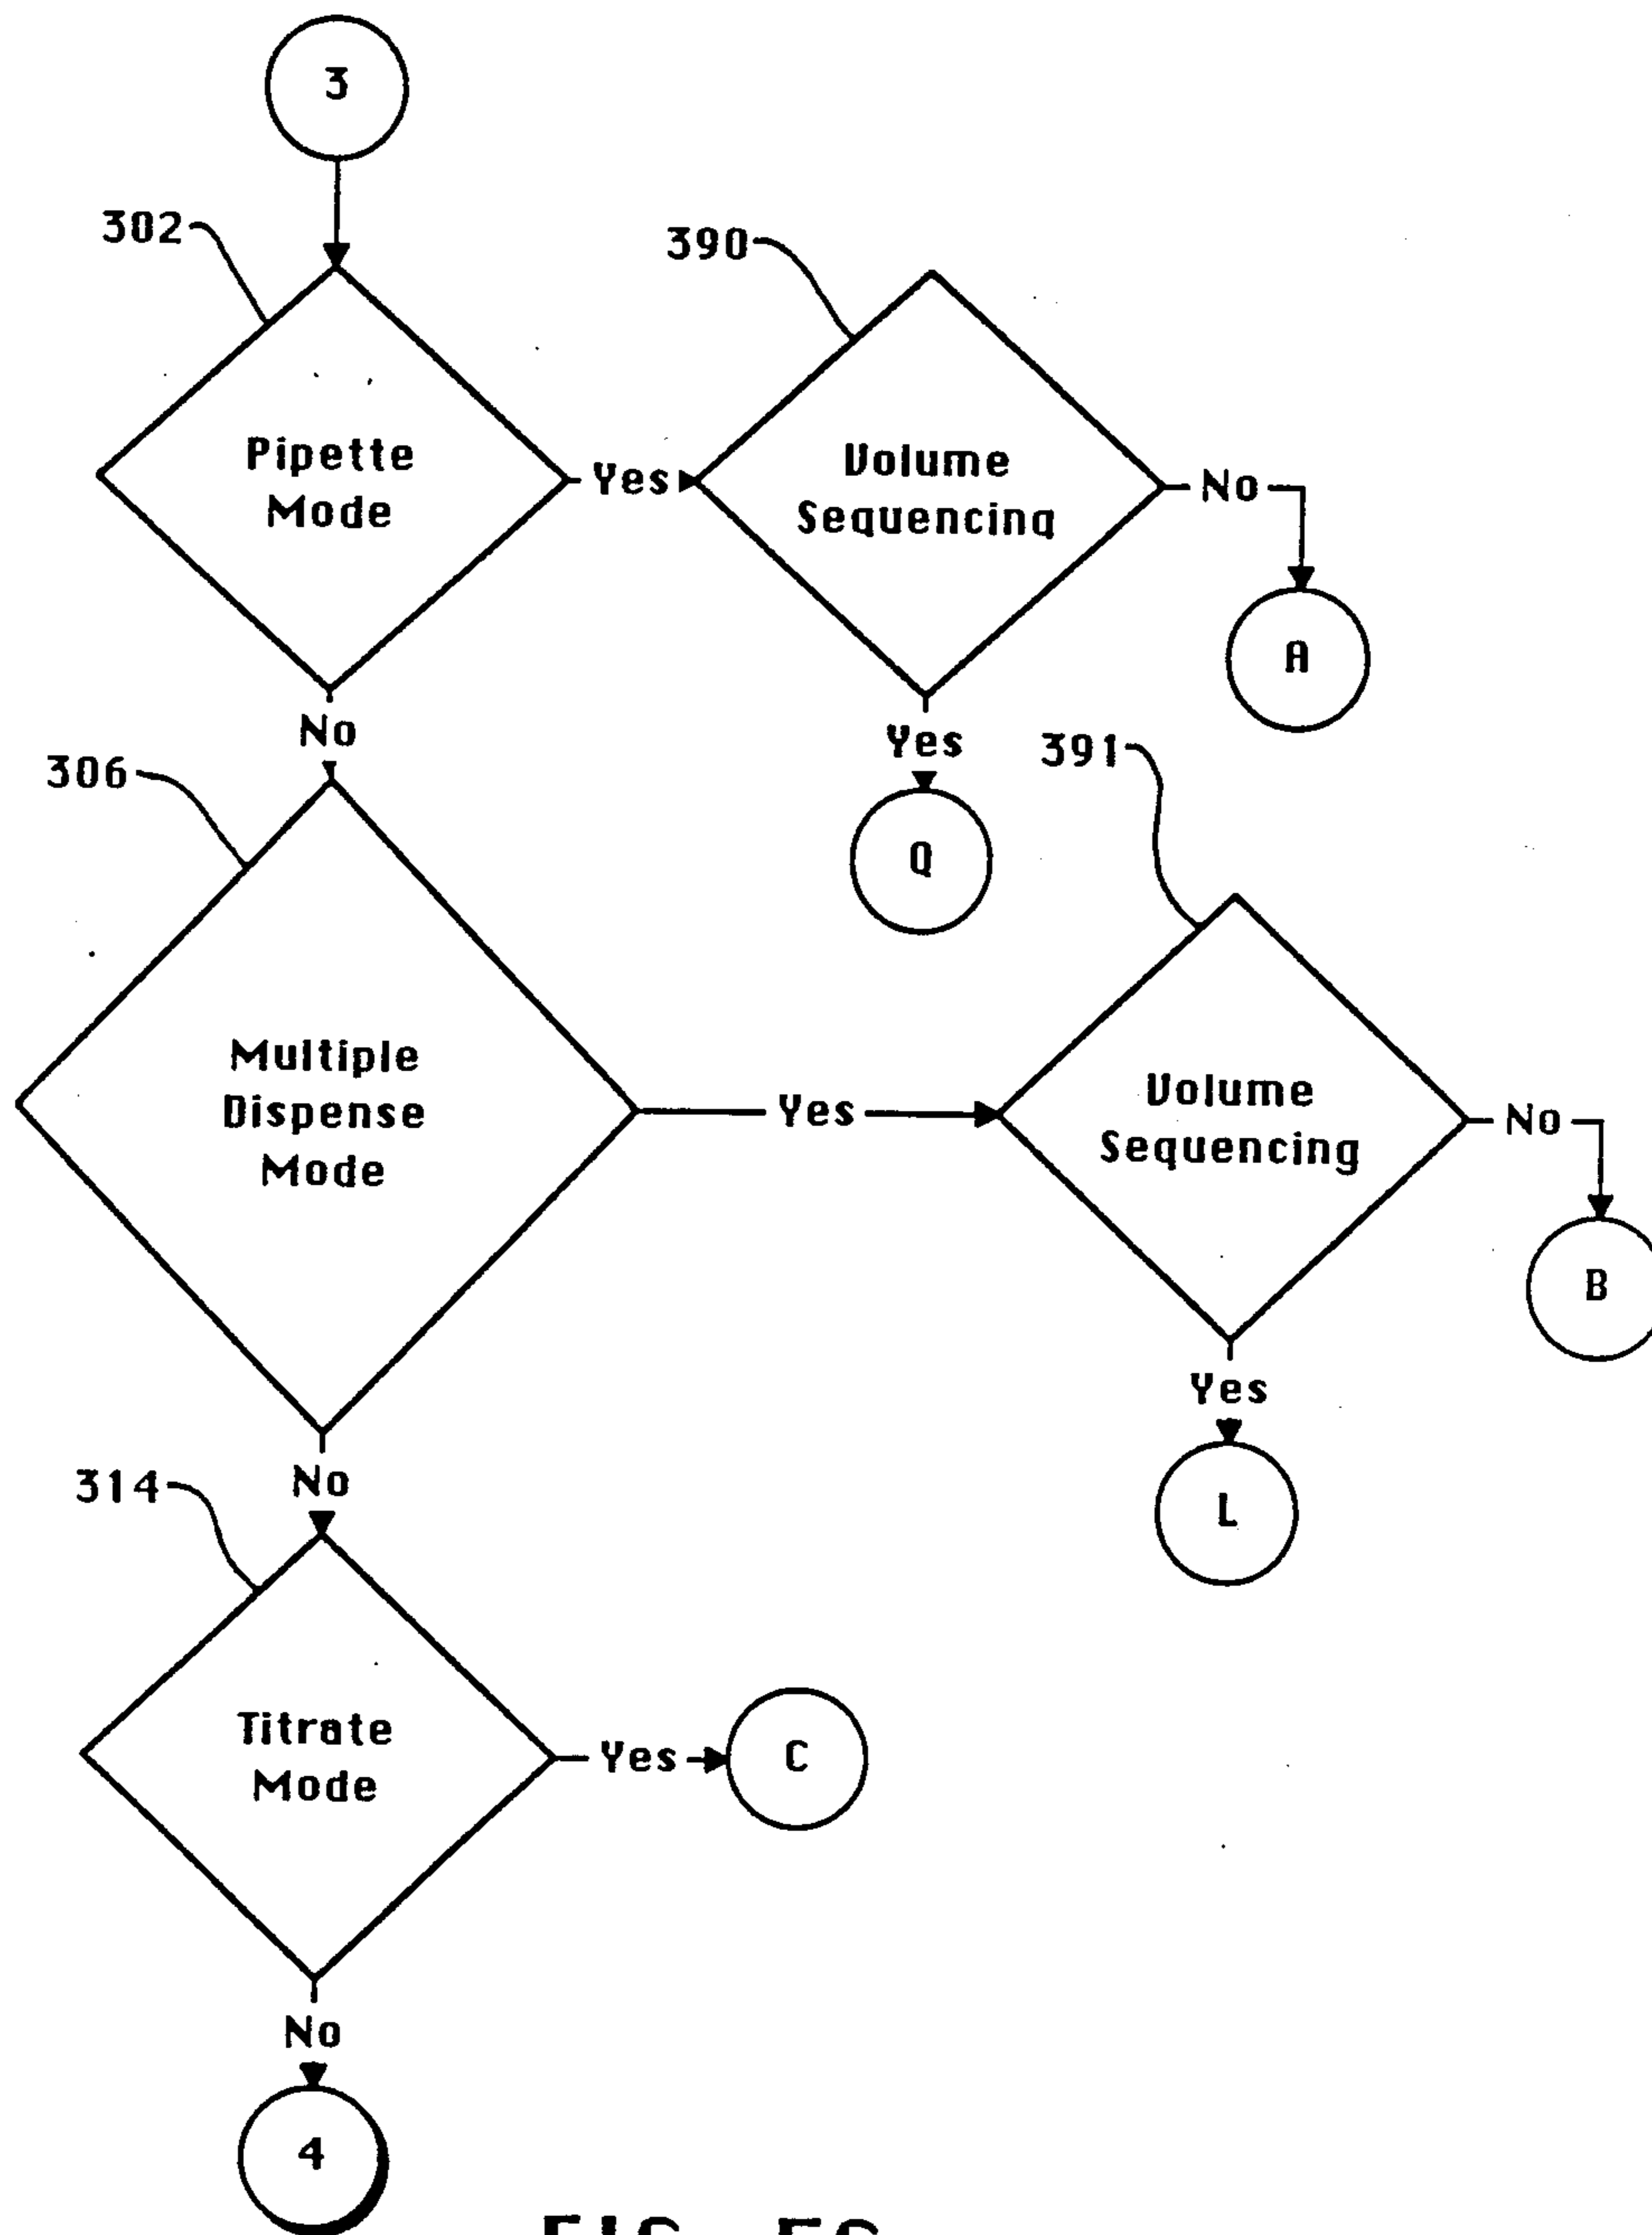 3
302
390
Pipette
Mode
Yes
Volume
Sequencing
No
A
No
Yes
306
391
Q
Multiple
Dispense
Mode
Yes
Volume
Sequencing
No
B
Yes
No
314
L
Titrate
Mode
Yes
C
No
4